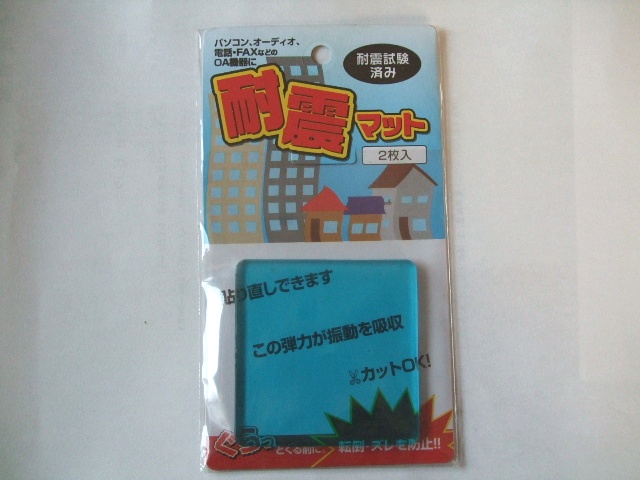 パソコン、オーディオ、
電話・FAXなどの
OA機器に
耐震試験
済み
耐震マット
2枚入
貼り直しできます
この弾力が振動を吸収
カットOK!
ぐらっ とくる前に、転倒・ズレを防止!!